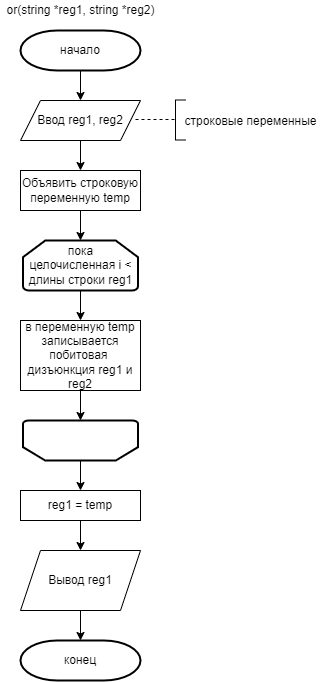 or(string *reg1, string *reg2)
начало
Ввод reg1, reg2
строковые переменные
Объявить строковую
переменную temp
пока
целочисленная i <
длины строки reg1
в переменную temp
записывается
побитовая
дизъюнкция reg1 и
reg2
reg1 = temp
Вывод reg1
конец